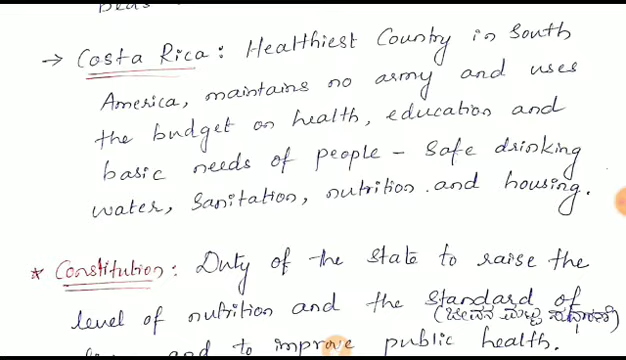 → Costa Rica: Healthiest Country in South
America, maintains no army and uses
the budget on health, education and
basic needs of people - Safe drinking
water, Sanitation, nutrition and housing.
* Constitution: Duty of the state to raise the
level of nutrition and the standard of
and to improve public health.